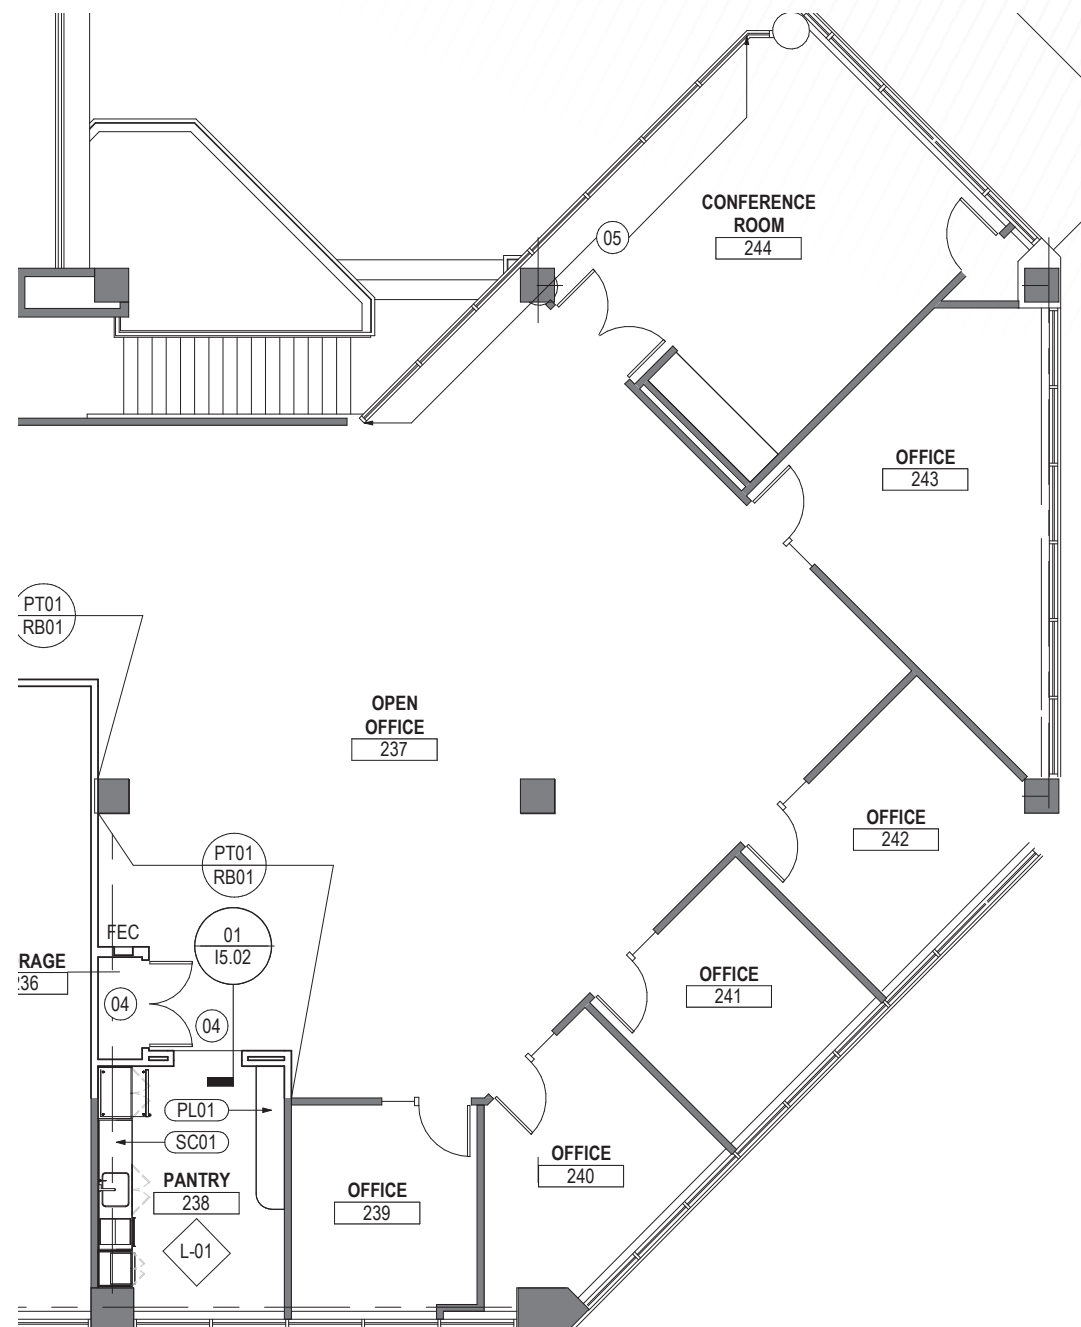 CONFERENCE
ROOM
244
05
OFFICE
243
PT01
RB01
OPEN
OFFICE
237
OFFICE
242
PT01
RB01
FEC
01
I5.02
RAGE
236
04
04
OFFICE
241
PL01
SC01
PANTRY
238
L-01
OFFICE
239
OFFICE
240